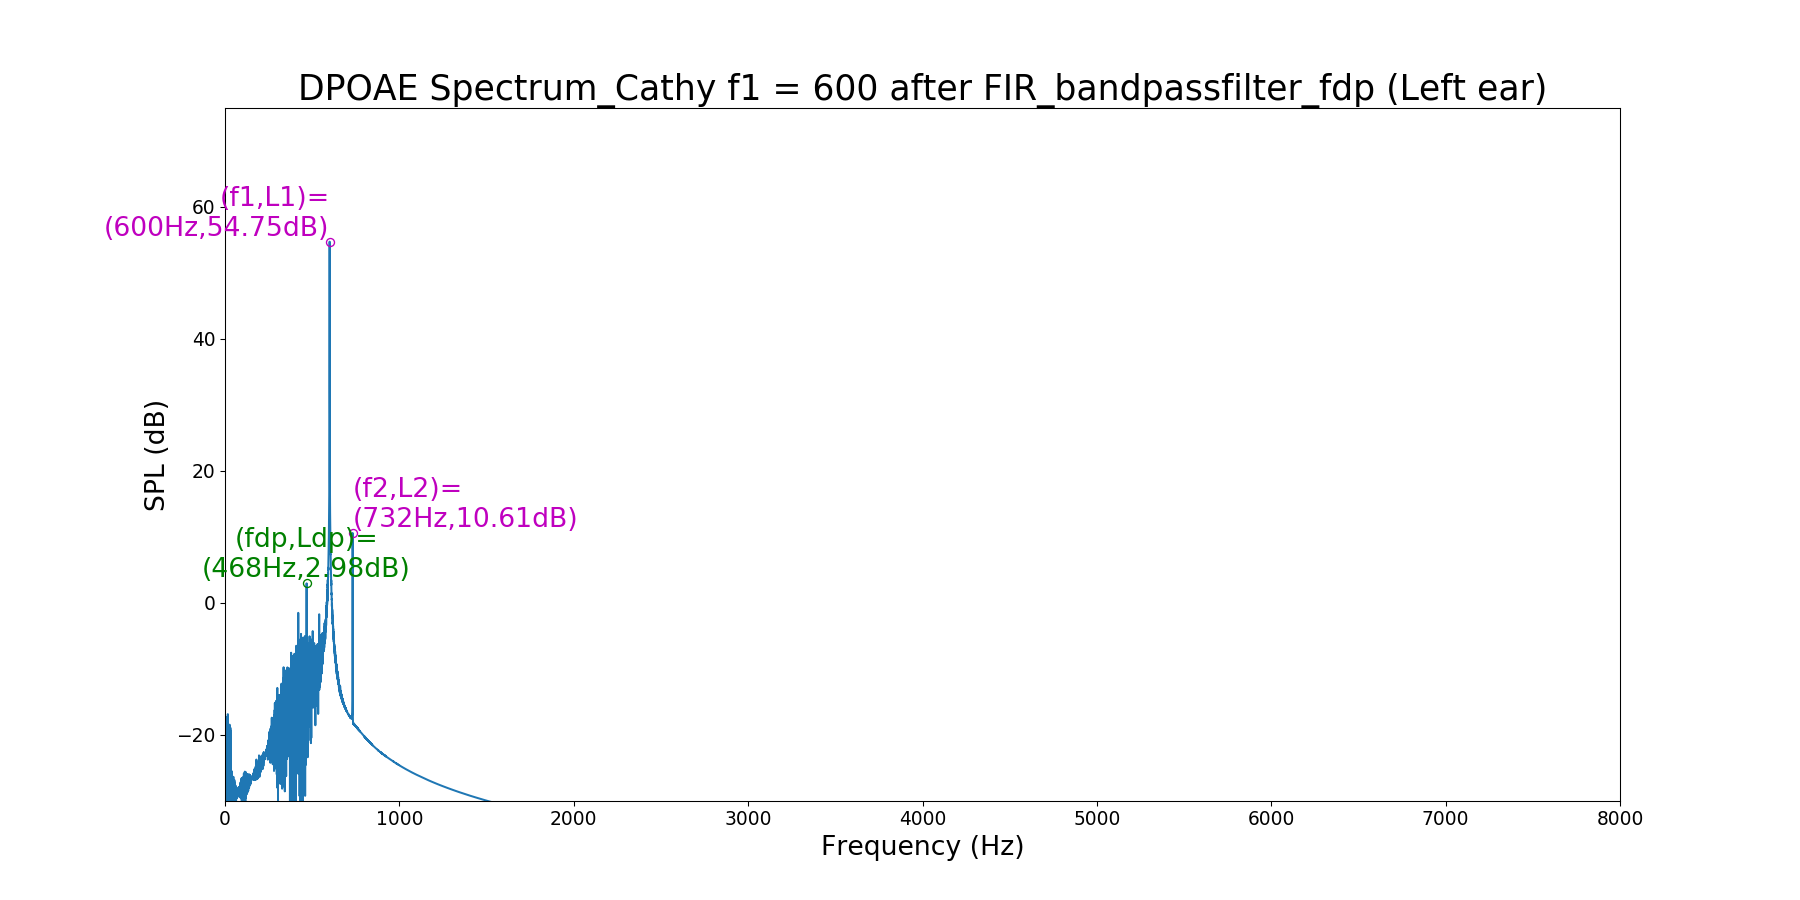 DPOAE Spectrum_Cathy f1 = 600 after FIR_bandpassfilter_fdp (Left ear)
(f1,L1)=
(600Hz,54.75dB)
(f2,L2)=
(732Hz,10.61dB)
(fdp,Ldp)=
(468Hz,2.98dB)
SPL (dB)
60
40
20
0
−20
0 1000 2000 3000 4000 5000 6000 7000 8000
Frequency (Hz)